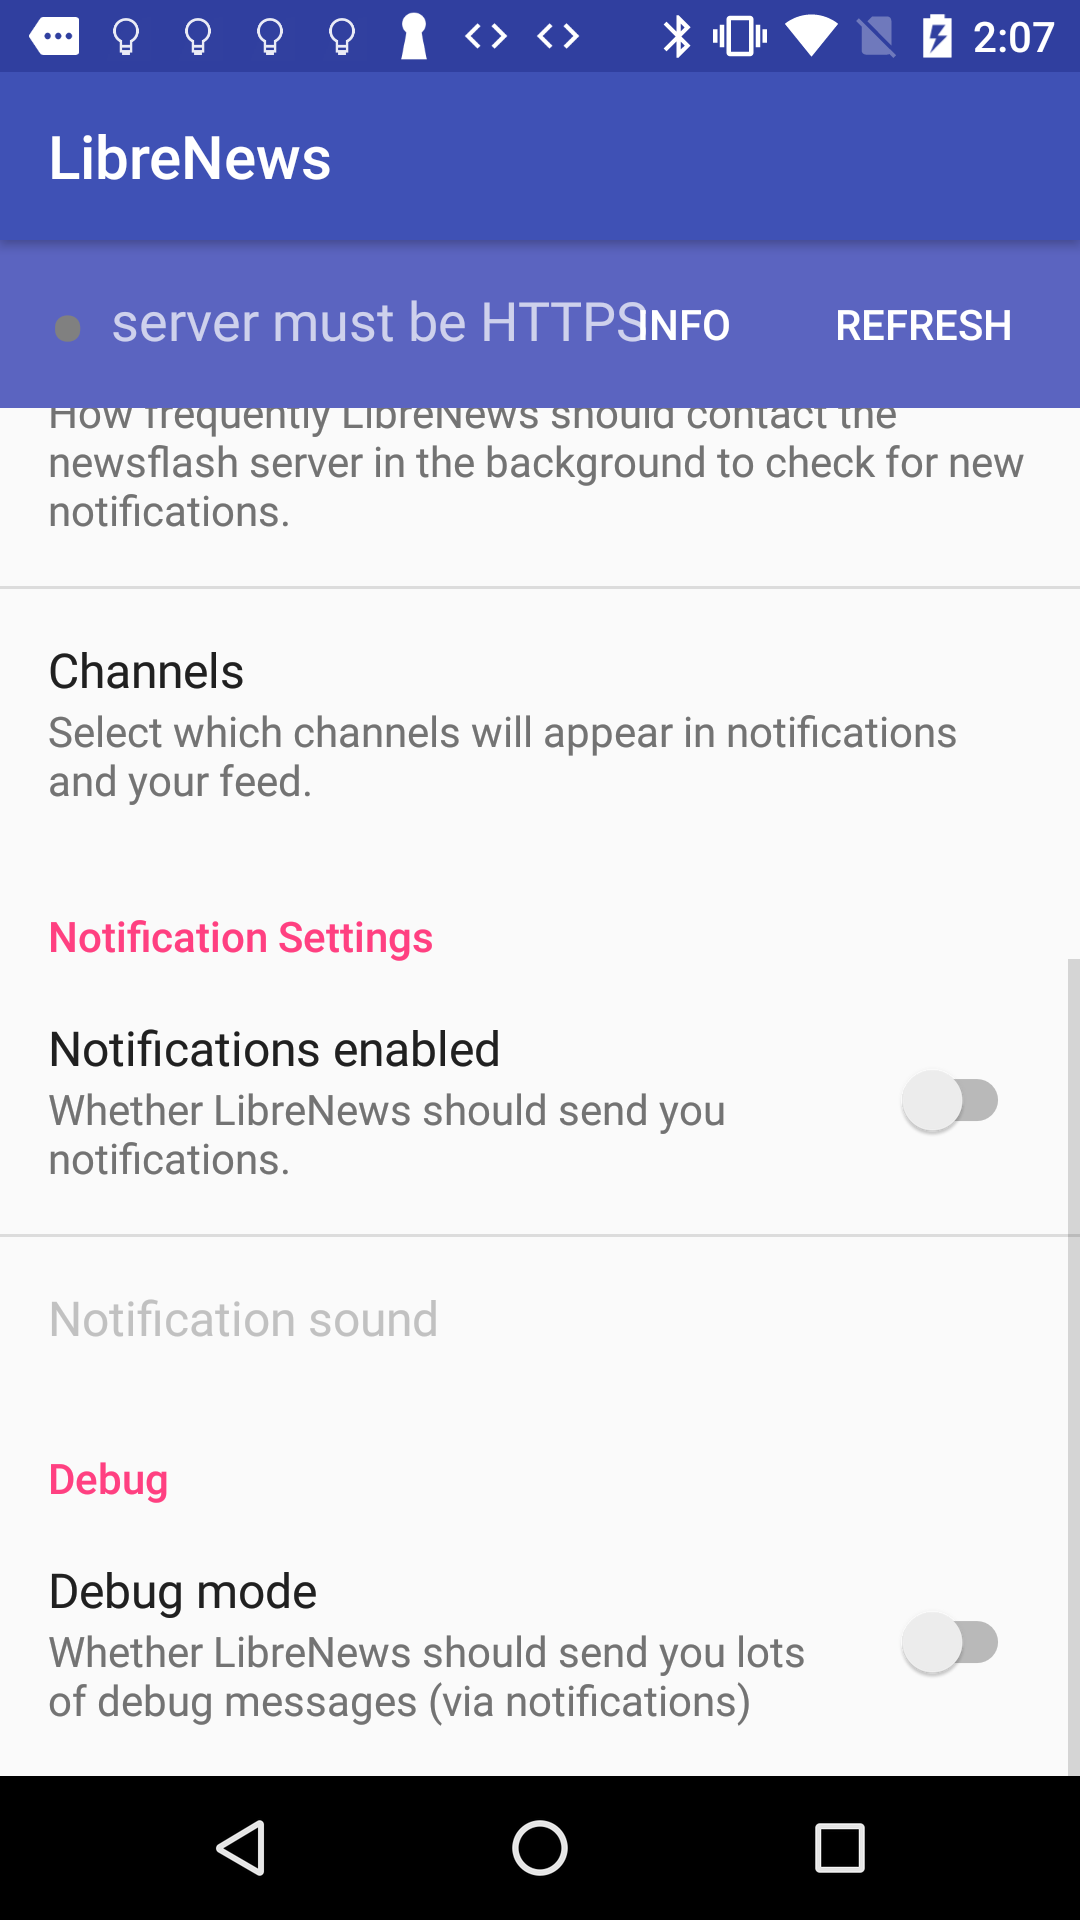 2:07
LibreNews
server must be HTTPS INFO REFRESH
How frequently LibreNews should contact the
newsflash server in the background to check for new
notifications.
Channels
Select which channels will appear in notifications
and your feed.
Notification Settings
Notifications enabled
Whether LibreNews should send you
notifications.
Notification sound
Debug
Debug mode
Whether LibreNews should send you lots
of debug messages (via notifications)